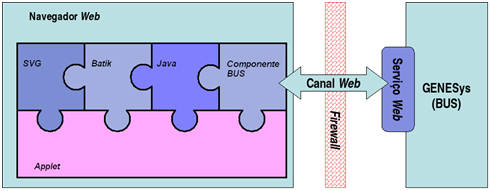 Navegador Web
SVG
Batik
Java
Componente
BUS
Applet
Canal Web
Firewall
Serviço Web
GENESys
(BUS)